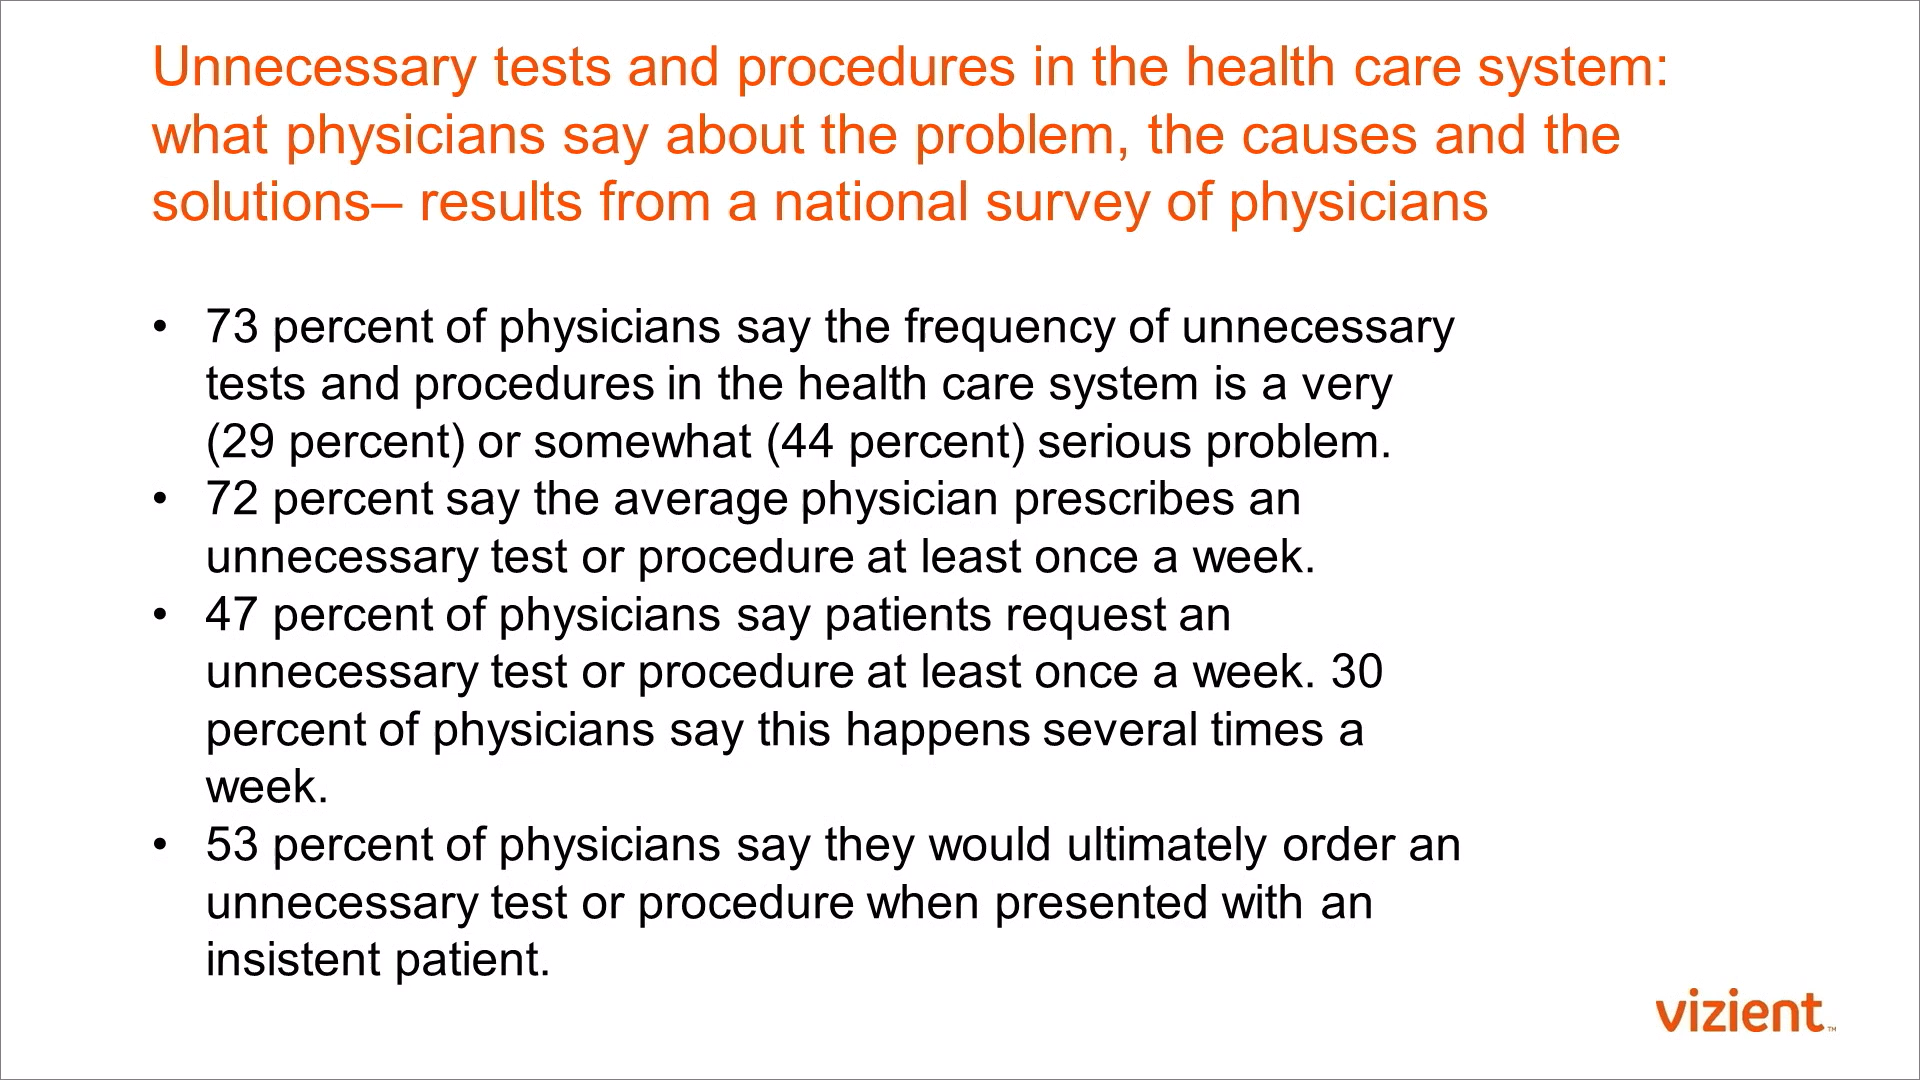 Unnecessary tests and procedures in the health care system:
what physicians say about the problem, the causes and the
solutions– results from a national survey of physicians
• 73 percent of physicians say the frequency of unnecessary
tests and procedures in the health care system is a very
(29 percent) or somewhat (44 percent) serious problem.
• 72 percent say the average physician prescribes an
unnecessary test or procedure at least once a week.
• 47 percent of physicians say patients request an
unnecessary test or procedure at least once a week. 30
percent of physicians say this happens several times a
week.
• 53 percent of physicians say they would ultimately order an
unnecessary test or procedure when presented with an
insistent patient.
vizient™